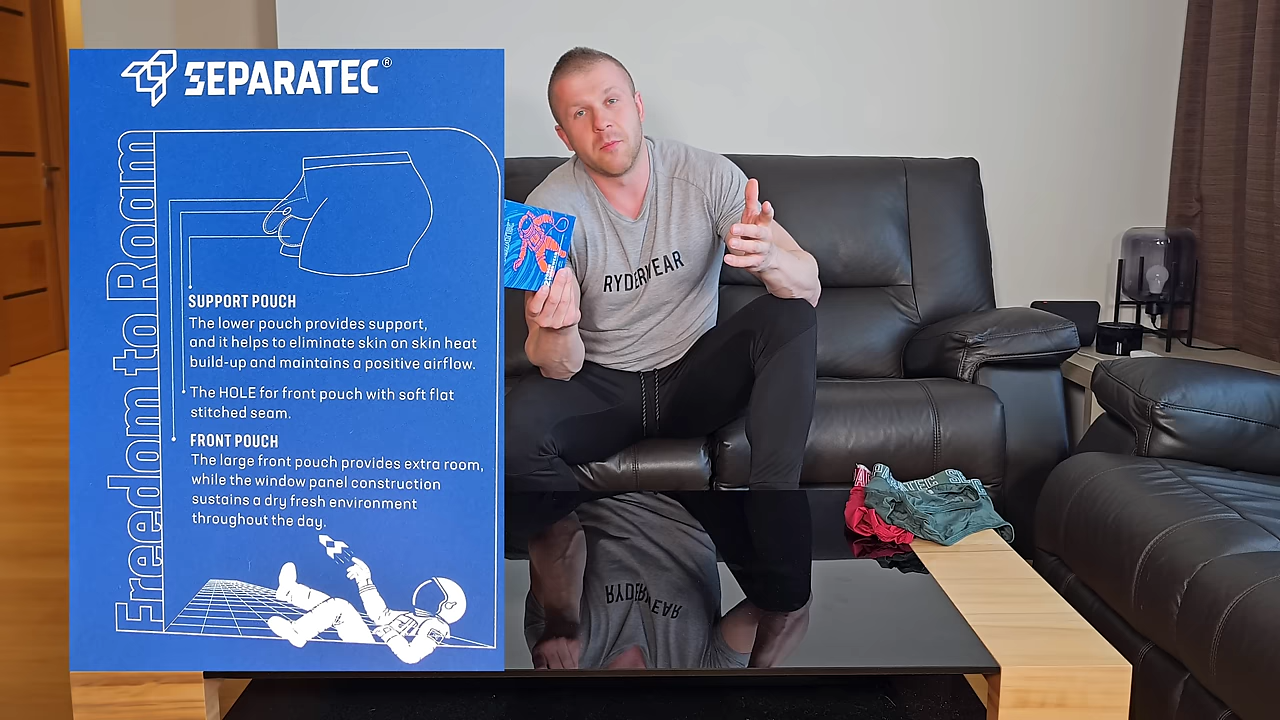 SEPARATEC®
Freedom to Roam
SUPPORT POUCH
The lower pouch provides support,
and it helps to eliminate skin on skin heat
build-up and maintains a positive airflow.
The HOLE for front pouch with soft flat
stitched seam.
FRONT POUCH
The large front pouch provides extra room,
while the window panel construction
sustains a dry fresh environment
throughout the day.
RYDERWEAR